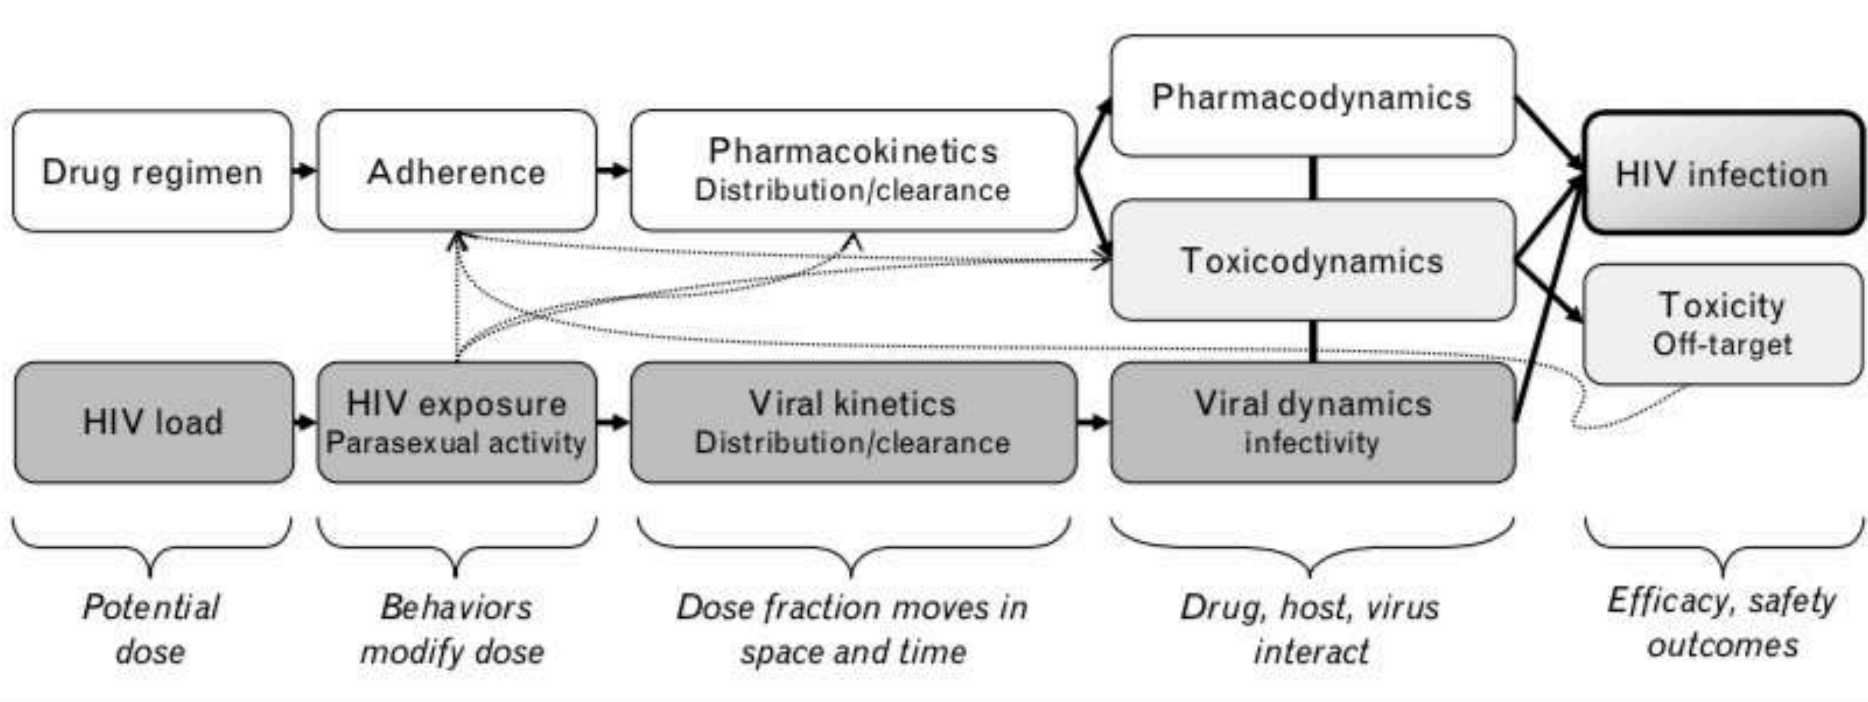 Drug regimen
Adherence
Pharmacokinetics
Distribution/clearance
Pharmacodynamics
Toxicodynamics
HIV infection
Toxicity
Off-target
HIV load
HIV exposure
Parasexual activity
Viral kinetics
Distribution/clearance
Viral dynamics
infectivity
Potential
dose
Behaviors
modify dose
Dose fraction moves in
space and time
Drug, host, virus
interact
Efficacy, safety
outcomes